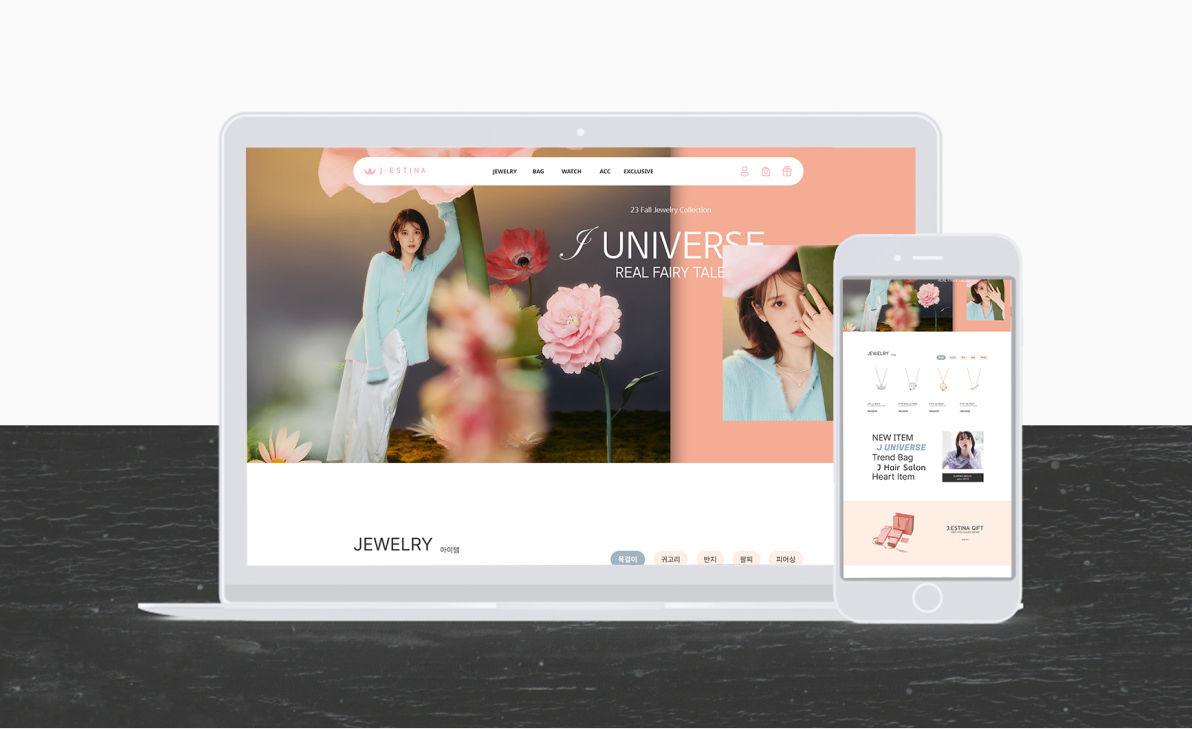 J·ESTINA
JEWELRY BAG WATCH ACC EXCLUSIVE
23 Fall Jewelry Collection
J UNIVERSE
REAL FAIRY TALE
JEWELRY 아이템
목걸이 귀고리 반지 팔찌 피어싱
JEWELRY
NEW ITEM
J UNIVERSE
Trend Bag
J Hair Salon
Heart Item
J.ESTINA GIFT